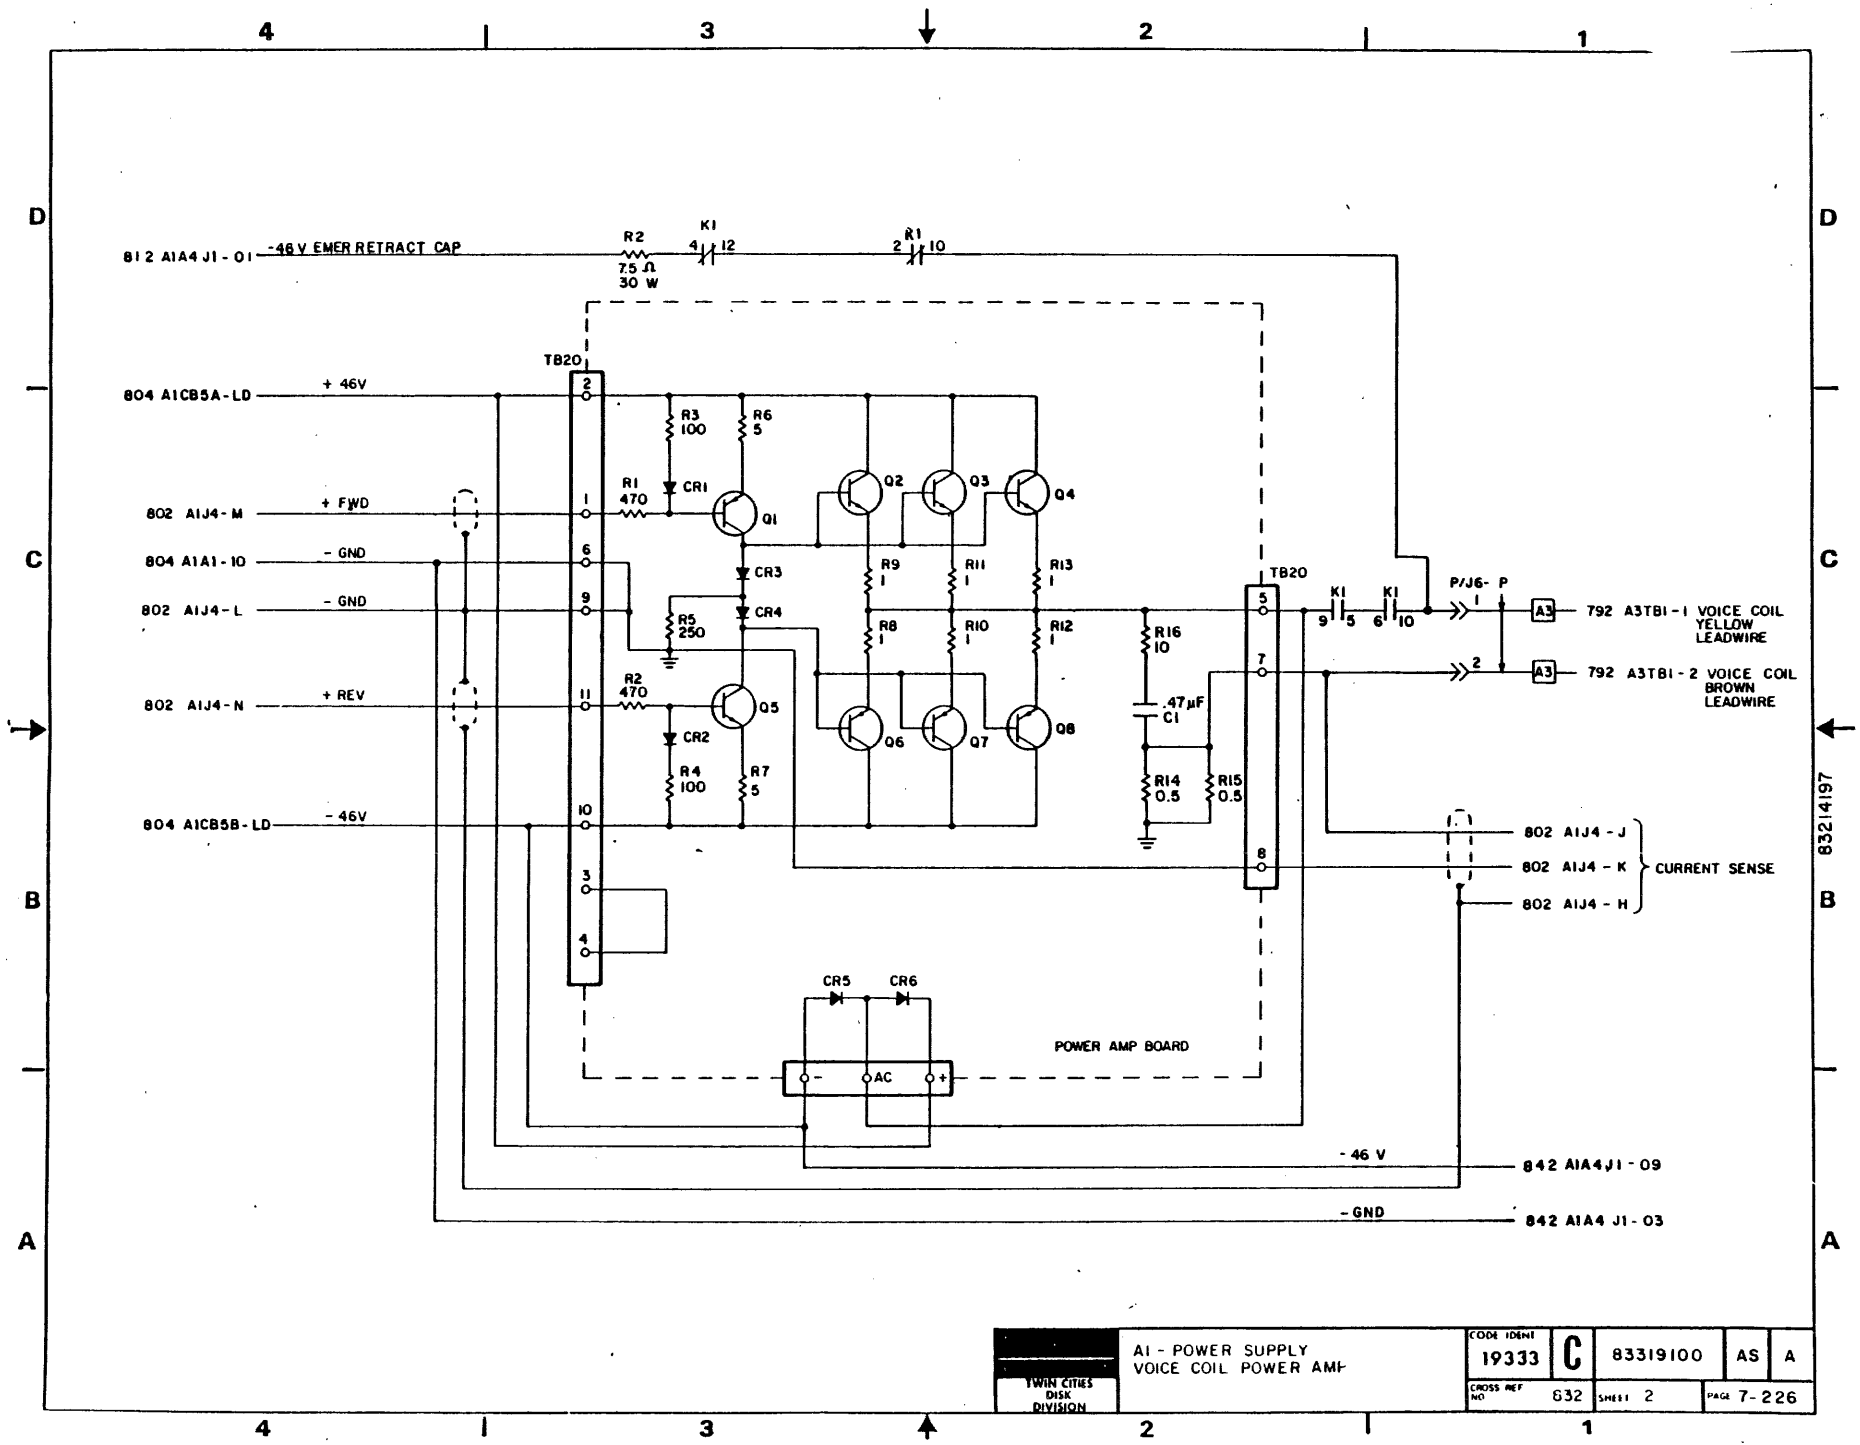 4 3 2 1
D D
K1 K1
R2 4 12 2 10
812 A1A4 J1-01 -46V EMER RETRACT CAP
7.5 Ω
30 W
TB20
804 A1CB5A-LD + 46V 2
R3 R6
100 5
Q2 Q3 Q4
R1 CR1
+ FWD 1 470
802 A1J4-M Q1
C C
- GND 6
804 A1A1-10
CR3 R9 R11 R13
1 1 1
TB20
P/J6- P
- GND 9
802 A1J4-L
CR4
5 K1 K1 1
9 5 6 10
A3 792 A3TB1-1 VOICE COIL
YELLOW
LEADWIRE
R5 R8 R10 R12 R16
250 1 1 1 10
7 2 A3 792 A3TB1-2 VOICE COIL
BROWN
LEADWIRE
+ REV 11 R2
802 A1J4-N 470 Q5
.47µF
C1
CR2 Q6 Q7 Q8
R4 R7 R14 R15
100 5 0.5 0.5
83214197
804 A1CB5B-LD - 46V 10
802 A1J4-J
8 802 A1J4-K CURRENT SENSE
802 A1J4-H
B B
3
4
CR5 CR6
POWER AMP BOARD
- AC +
- 46 V 842 A1A4J1-09
- GND 842 A1A4 J1-03
A A
A1 - POWER SUPPLY
VOICE COIL POWER AMP
CODE IDENT
19333 C 83319100 AS A
TWIN CITIES
DISK
DIVISION
CROSS REF
NO 832 SHEET 2 PAGE 7-226
4 3 2 1